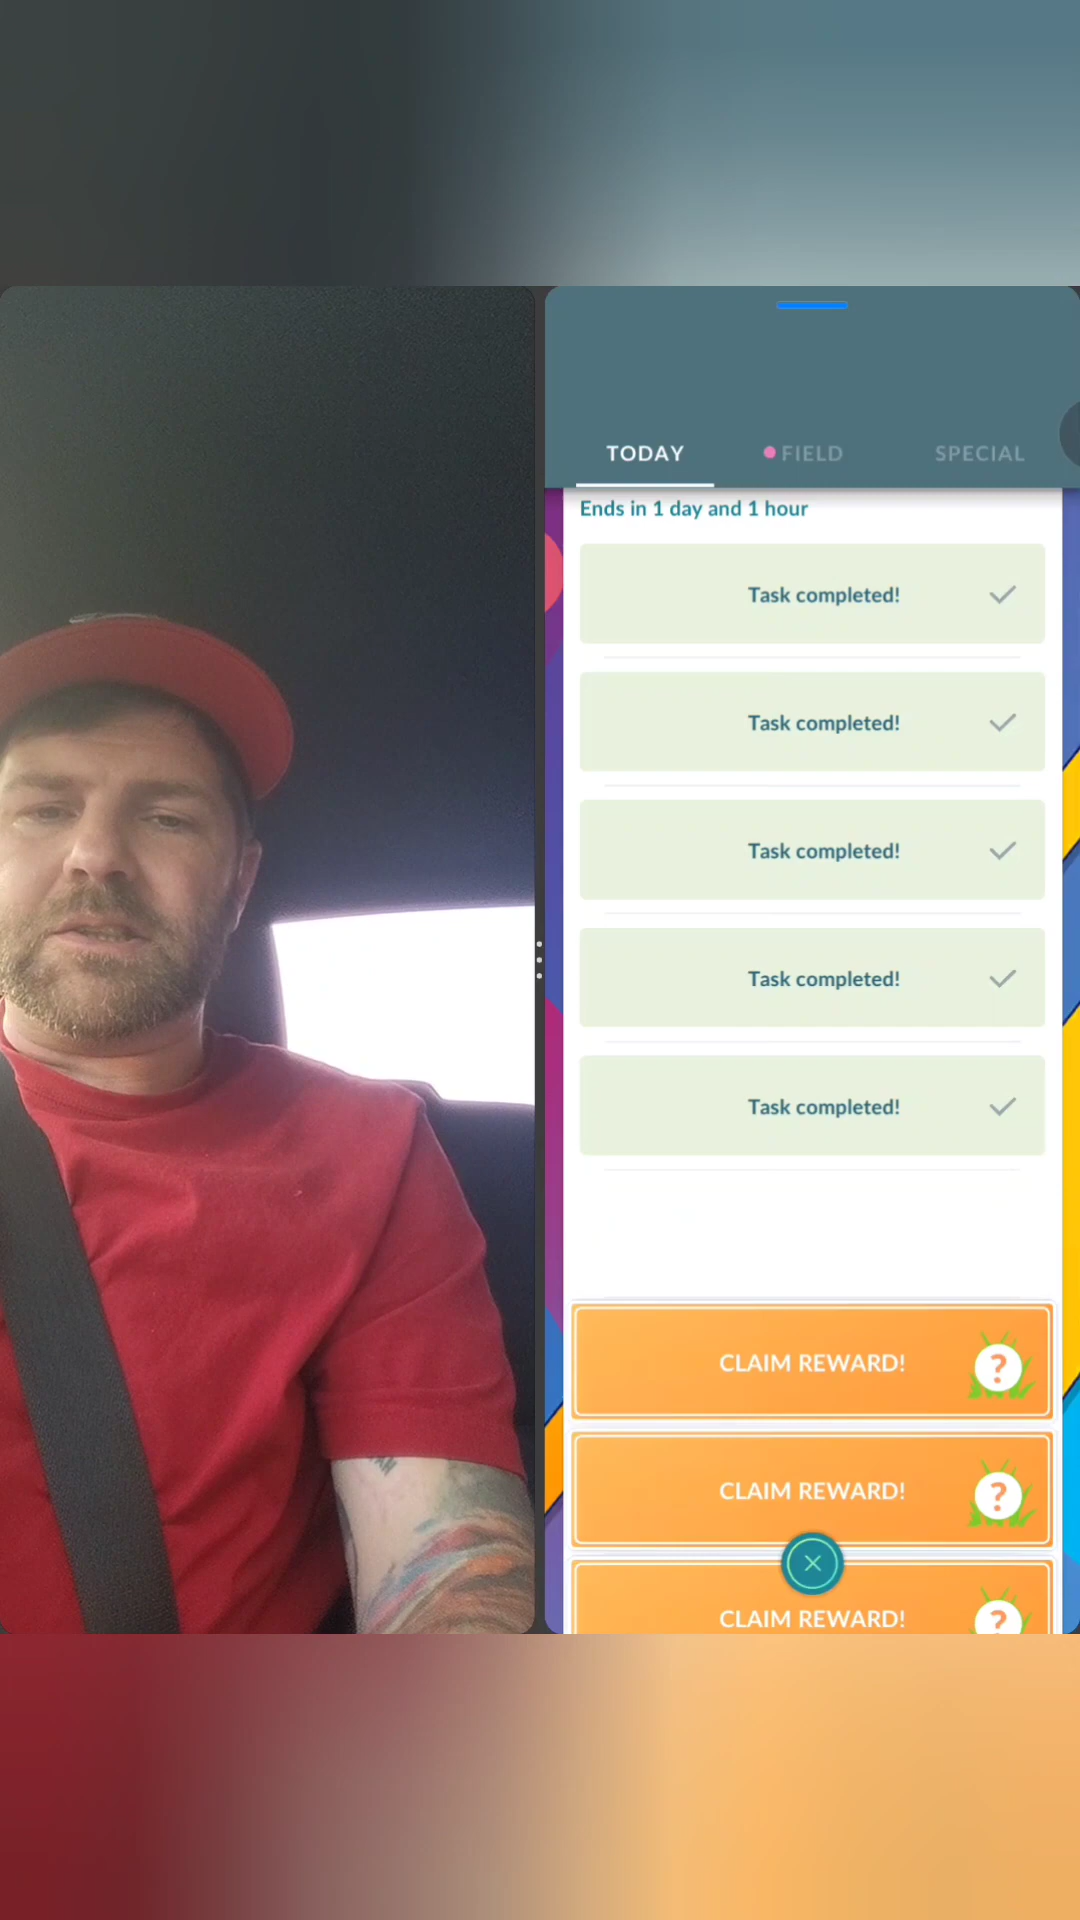 TODAY
FIELD
SPECIAL
Ends in 1 day and 1 hour
Task completed!
Task completed!
Task completed!
Task completed!
Task completed!
CLAIM REWARD!
?
CLAIM REWARD!
?
CLAIM REWARD!
?